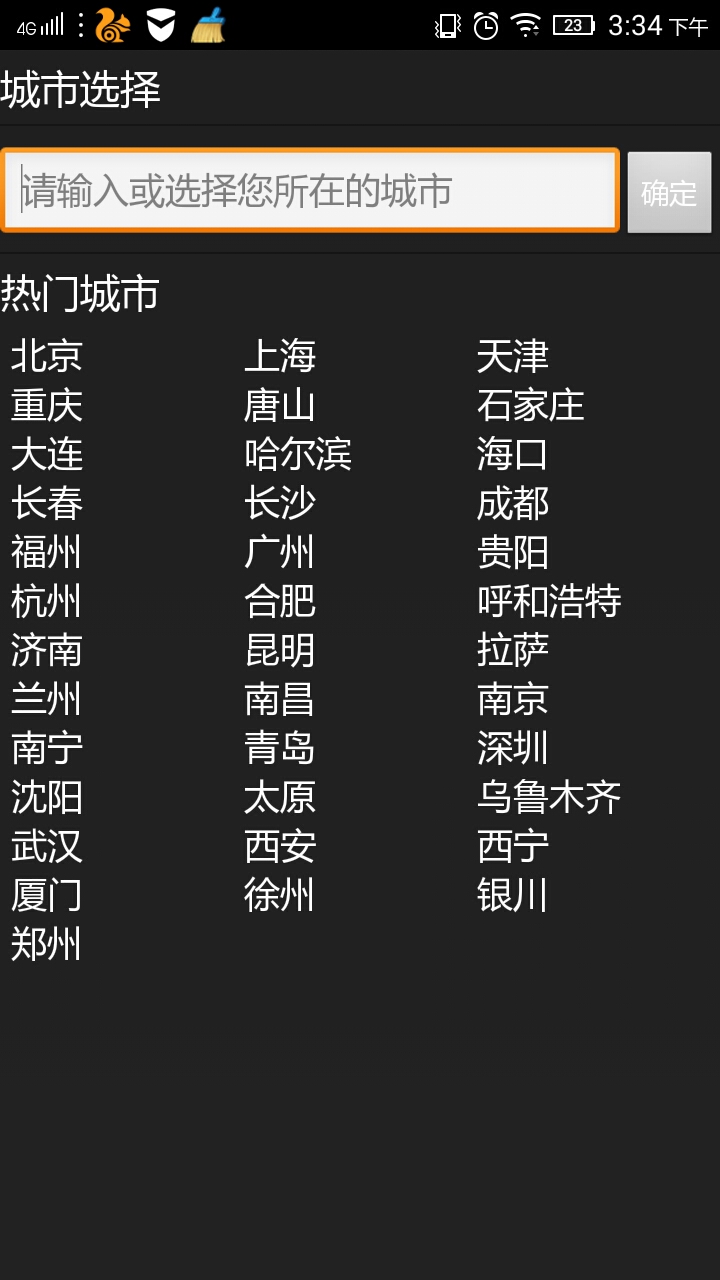 4G 23 3:34 下午
城市选择
请输入或选择您所在的城市 确定
热门城市
北京 上海 天津
重庆 唐山 石家庄
大连 哈尔滨 海口
长春 长沙 成都
福州 广州 贵阳
杭州 合肥 呼和浩特
济南 昆明 拉萨
兰州 南昌 南京
南宁 青岛 深圳
沈阳 太原 乌鲁木齐
武汉 西安 西宁
厦门 徐州 银川
郑州